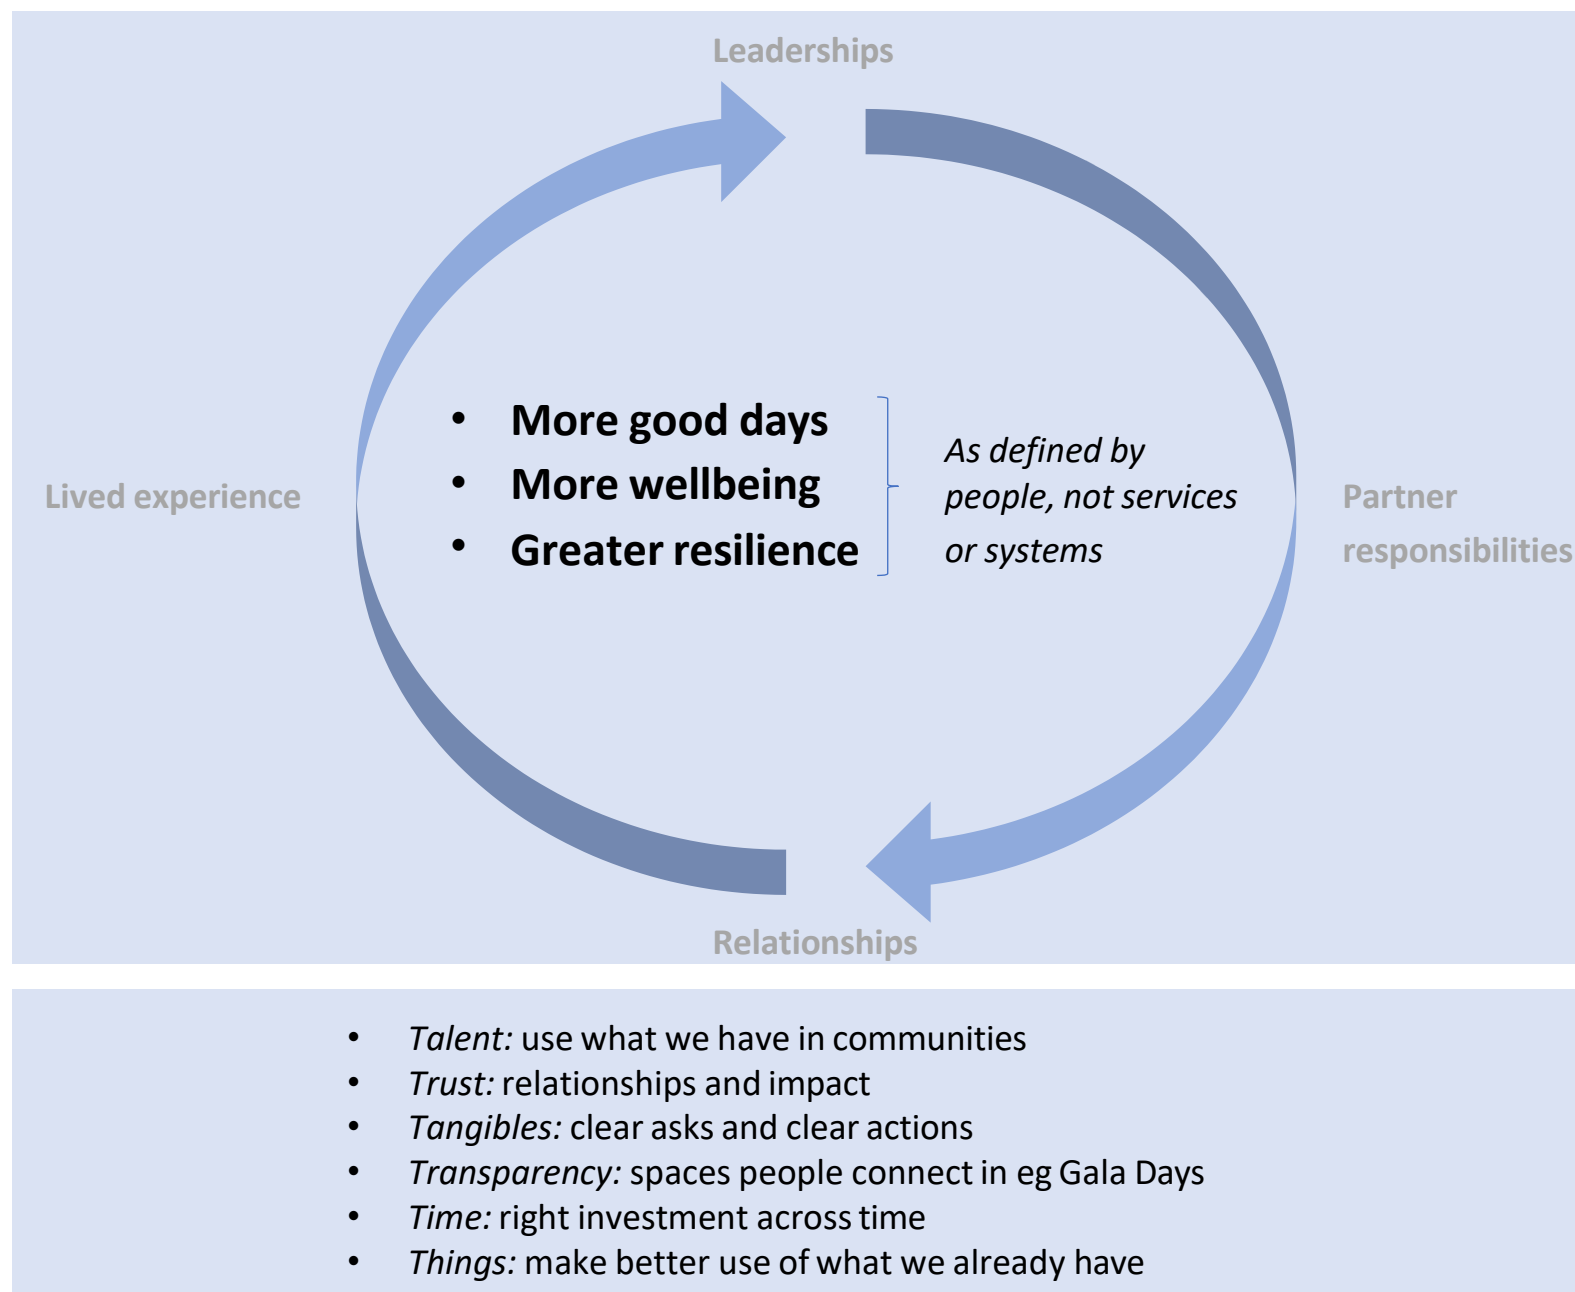 Leaderships
• More good days
• More wellbeing
• Greater resilience
As defined by
people, not services
or systems
Lived experience
Partner
responsibilities
Relationships
• Talent: use what we have in communities
• Trust: relationships and impact
• Tangibles: clear asks and clear actions
• Transparency: spaces people connect in eg Gala Days
• Time: right investment across time
• Things: make better use of what we already have